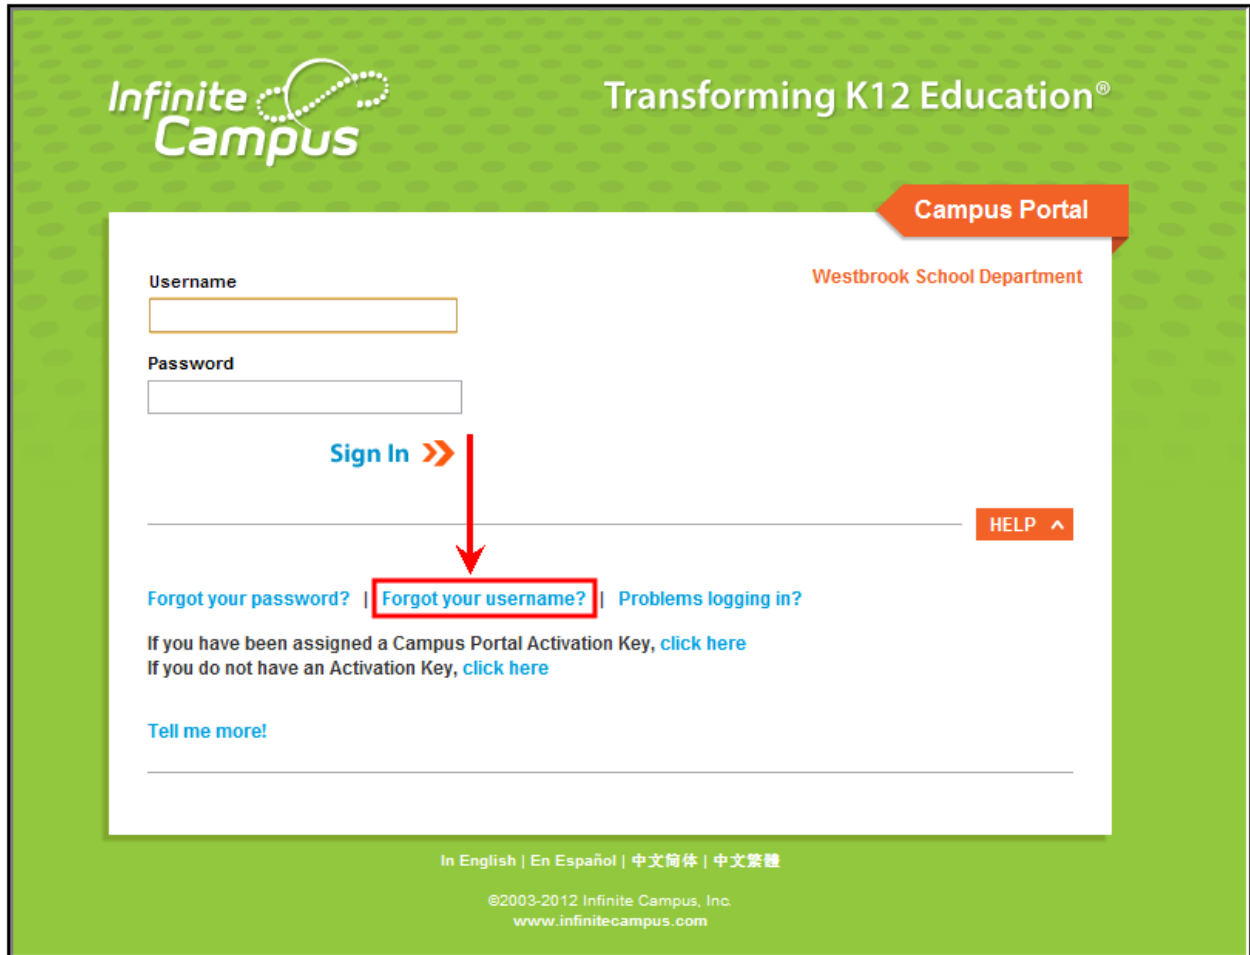 Infinite Campus
Transforming K12 Education®
Campus Portal
Westbrook School Department
Username
Password
Sign In
HELP
Forgot your password? | Forgot your username? | Problems logging in?
If you have been assigned a Campus Portal Activation Key, click here
If you do not have an Activation Key, click here
Tell me more!
In English | En Español | 中文简体 | 中文繁體
©2003-2012 Infinite Campus, Inc.
www.infinitecampus.com